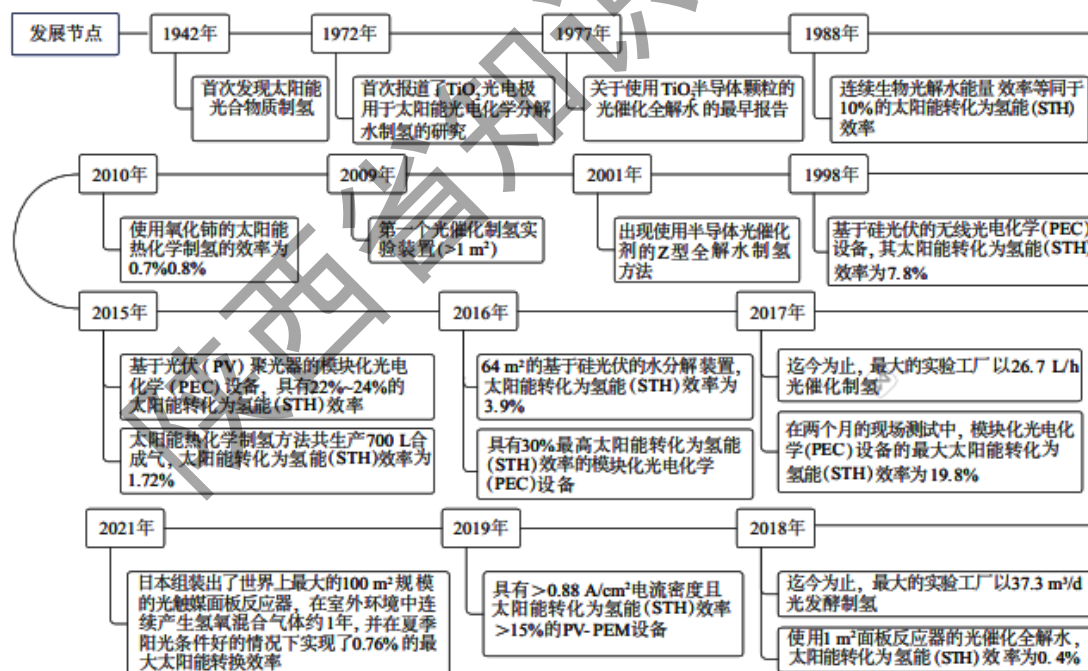 发展节点
1942年
首次发现太阳能
光合物质制氢
1972年
首次报道了TiO₂光电极
用于太阳能光电化学分解
水制氢的研究
1977年
关于使用TiO₂半导体颗粒的
光催化全解水的最早报告
1988年
连续生物光解水能量效率等同于
10%的太阳能转化为氢能(STH)
效率
1998年
基于硅光伏的无线光电化学(PEC)
设备,其太阳能转化为氢能(STH)
效率为7.8%
2001年
出现使用半导体光催化
剂的Z型全解水制氢
方法
2009年
第一个光催化制氢实
验装置(>1 m²)
2010年
使用氧化铈的太阳能
热化学制氢的效率为
0.7%0.8%
2015年
基于光伏(PV)聚光器的模块化光电
化学(PEC)设备,具有22%~24%的
太阳能转化为氢能(STH)效率
太阳能热化学制氢方法共生产700 L合
成气,太阳能转化为氢能(STH)效率为
1.72%
2016年
64 m²的基于硅光伏的水分解装置,
太阳能转化为氢能(STH)效率为
3.9%
具有30%最高太阳能转化为氢能
(STH)效率的模块化光电化学
(PEC)设备
2017年
迄今为止,最大的实验工厂以26.7 L/h
光催化制氢
在两个月的现场测试中,模块化光电化
学(PEC)设备的最大太阳能转化为
氢能(STH)效率为19.8%
2018年
迄今为止,最大的实验工厂以37.3 m³/d
光发酵制氢
使用1 m²面板反应器的光催化全解水,
太阳能转化为氢能(STH)效率为0.4%
2019年
具有>0.88 A/cm²电流密度且
太阳能转化为氢能(STH)效率
>15%的PV-PEM设备
2021年
日本组装出了世界上最大的100 m²规模
的光触媒面板反应器,在室外环境中连
续产生氢氧混合气体约1年,并在夏季
阳光条件好的情况下实现了0.76%的最
大太阳能转换效率
陕西省知识